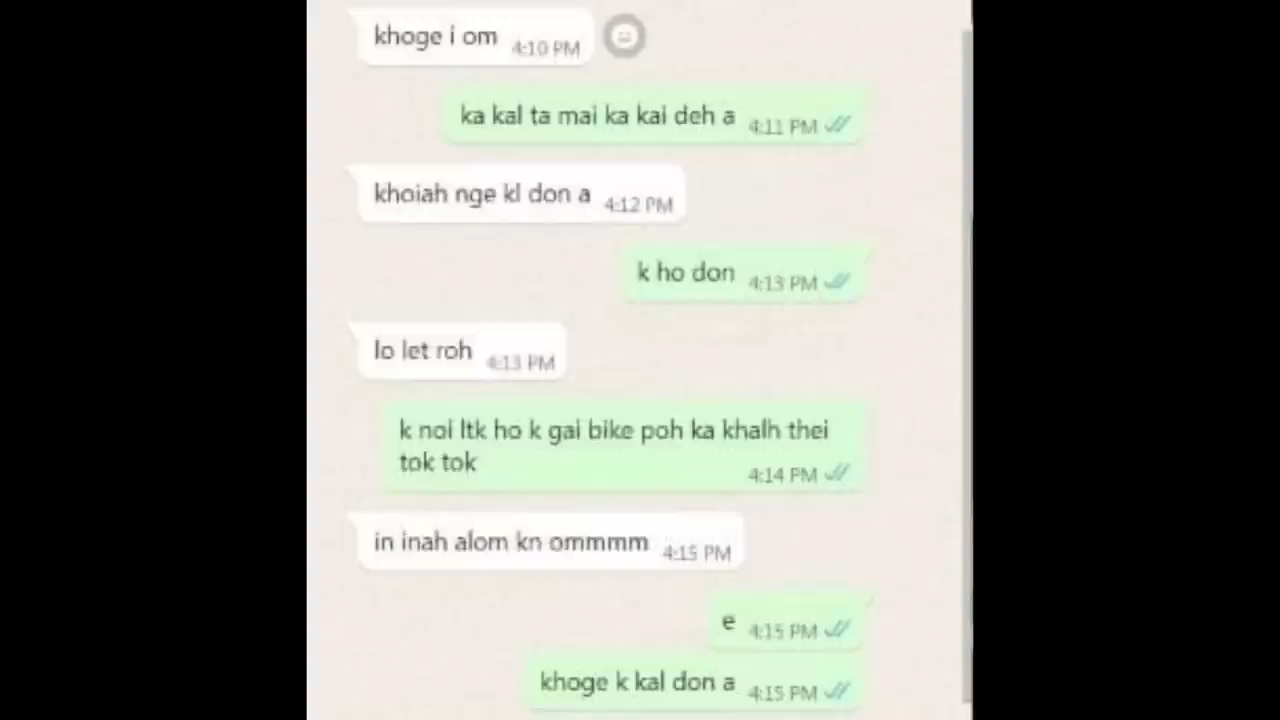 khoge i om 4:10 PM
ka kal ta mai ka kai deh a 4:11 PM
khoiah nge kl don a 4:12 PM
k ho don 4:13 PM
lo let roh 4:13 PM
k noi ltk ho k gai bike poh ka khalh thei
tok tok 4:14 PM
in inah alom kn ommmm 4:15 PM
e 4:15 PM
khoge k kal don a 4:15 PM